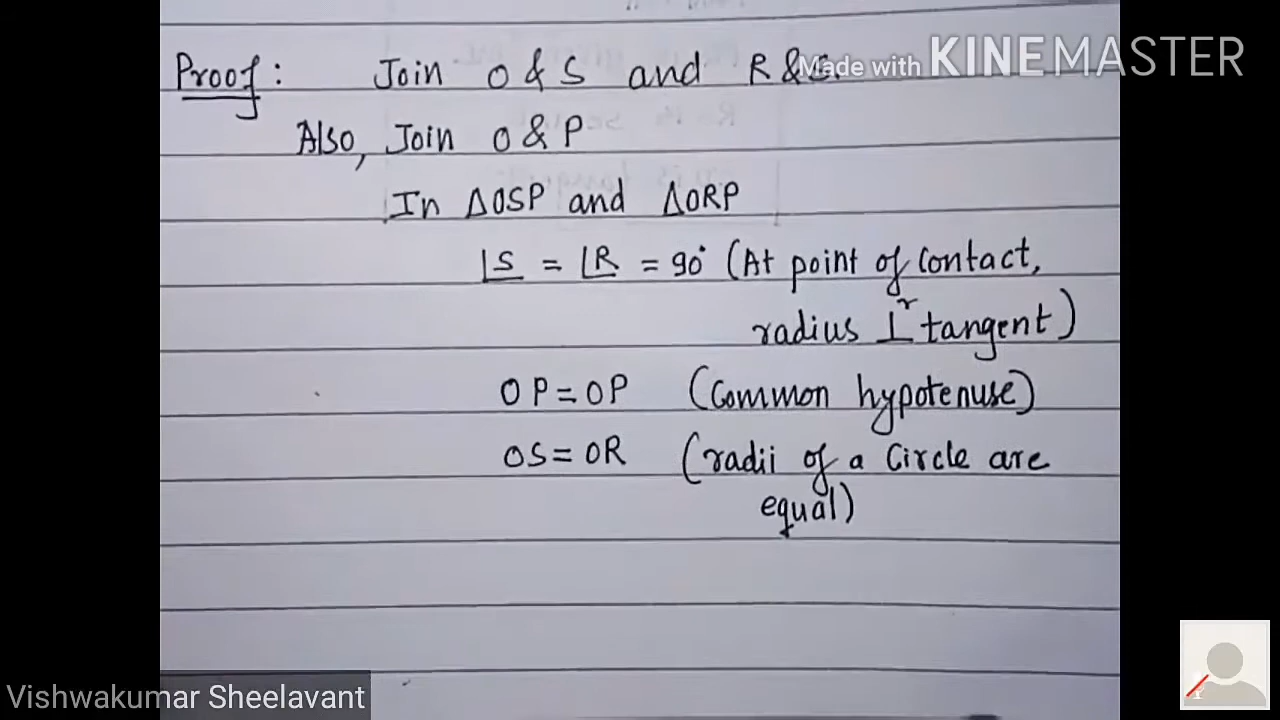 Proof: Join O & S and R &
Made with KINEMASTER
Also, Join O & P
In ΔOSP and ΔORP
∠S = ∠R = 90° (At point of contact,
radius ⊥r tangent)
OP = OP (Common hypotenuse)
OS = OR (radii of a Circle are
equal)
Vishwakumar Sheelavant